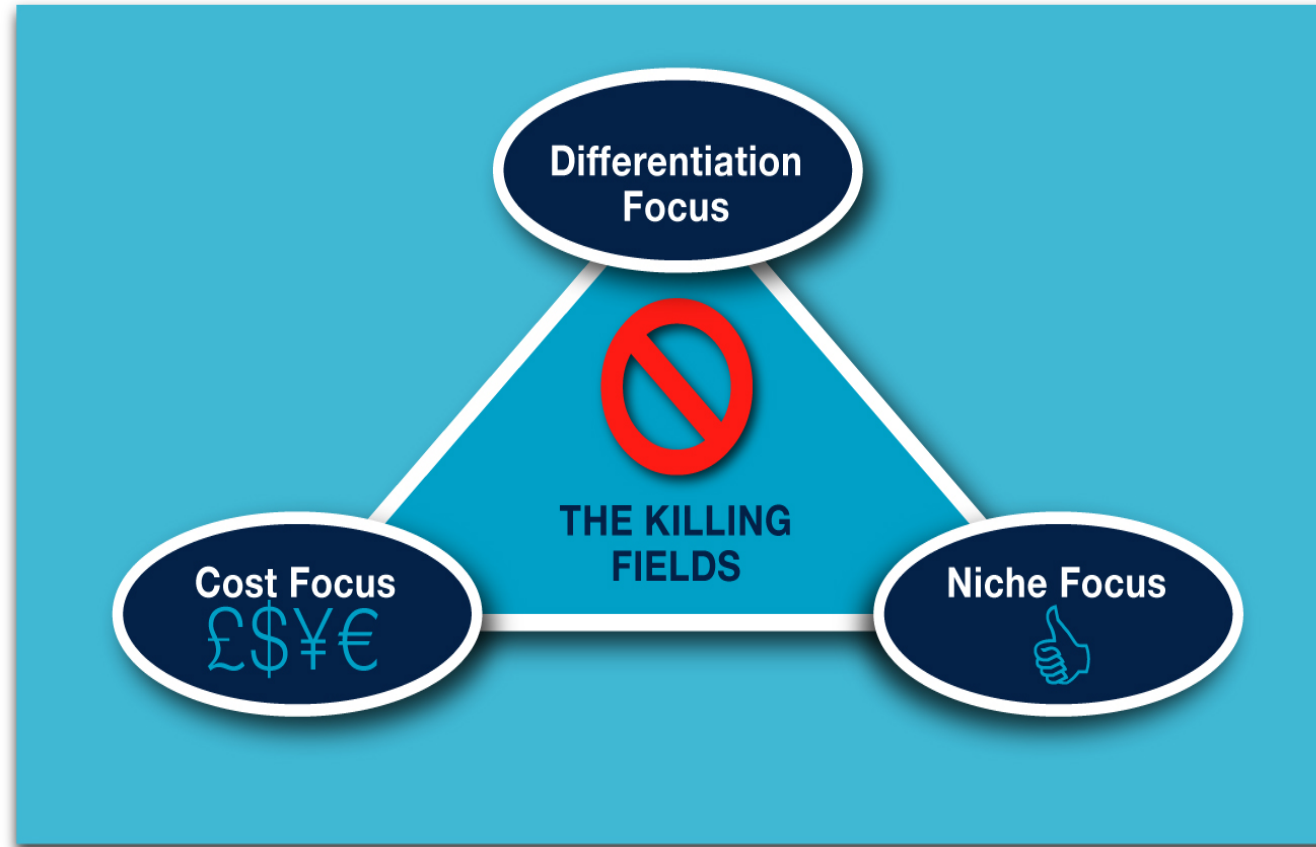 Differentiation
Focus
THE KILLING
FIELDS
Cost Focus
£$¥€
Niche Focus